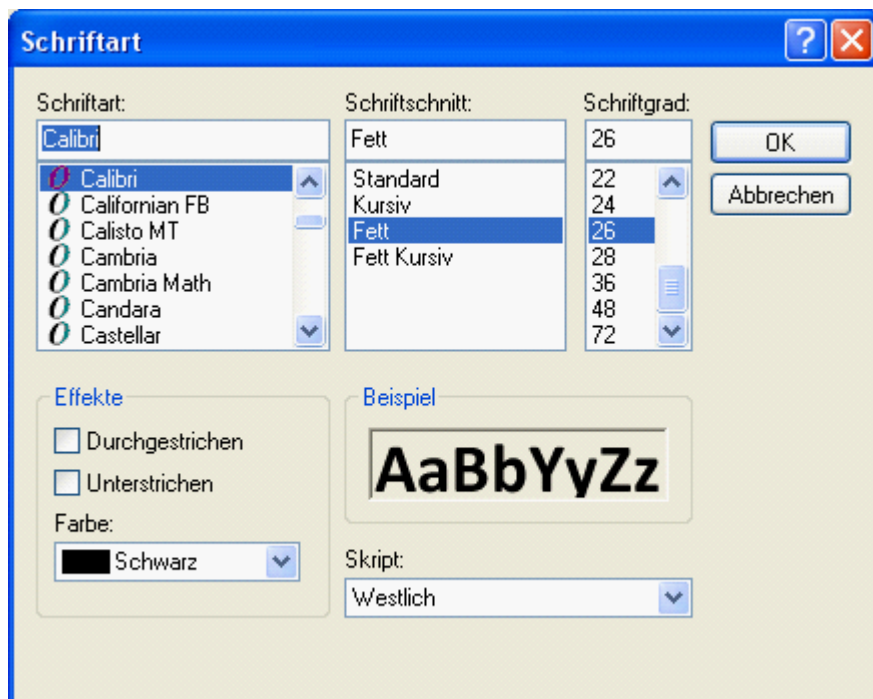 Schriftart
Schriftart:
Calibri
Calibri
Californian FB
Calisto MT
Cambria
Cambria Math
Candara
Castellar
Schriftschnitt:
Fett
Standard
Kursiv
Fett
Fett Kursiv
Schriftgrad:
26
22
24
26
28
36
48
72
OK
Abbrechen
Effekte
Durchgestrichen
Unterstrichen
Farbe:
Schwarz
Beispiel
AaBbYyZz
Skript:
Westlich